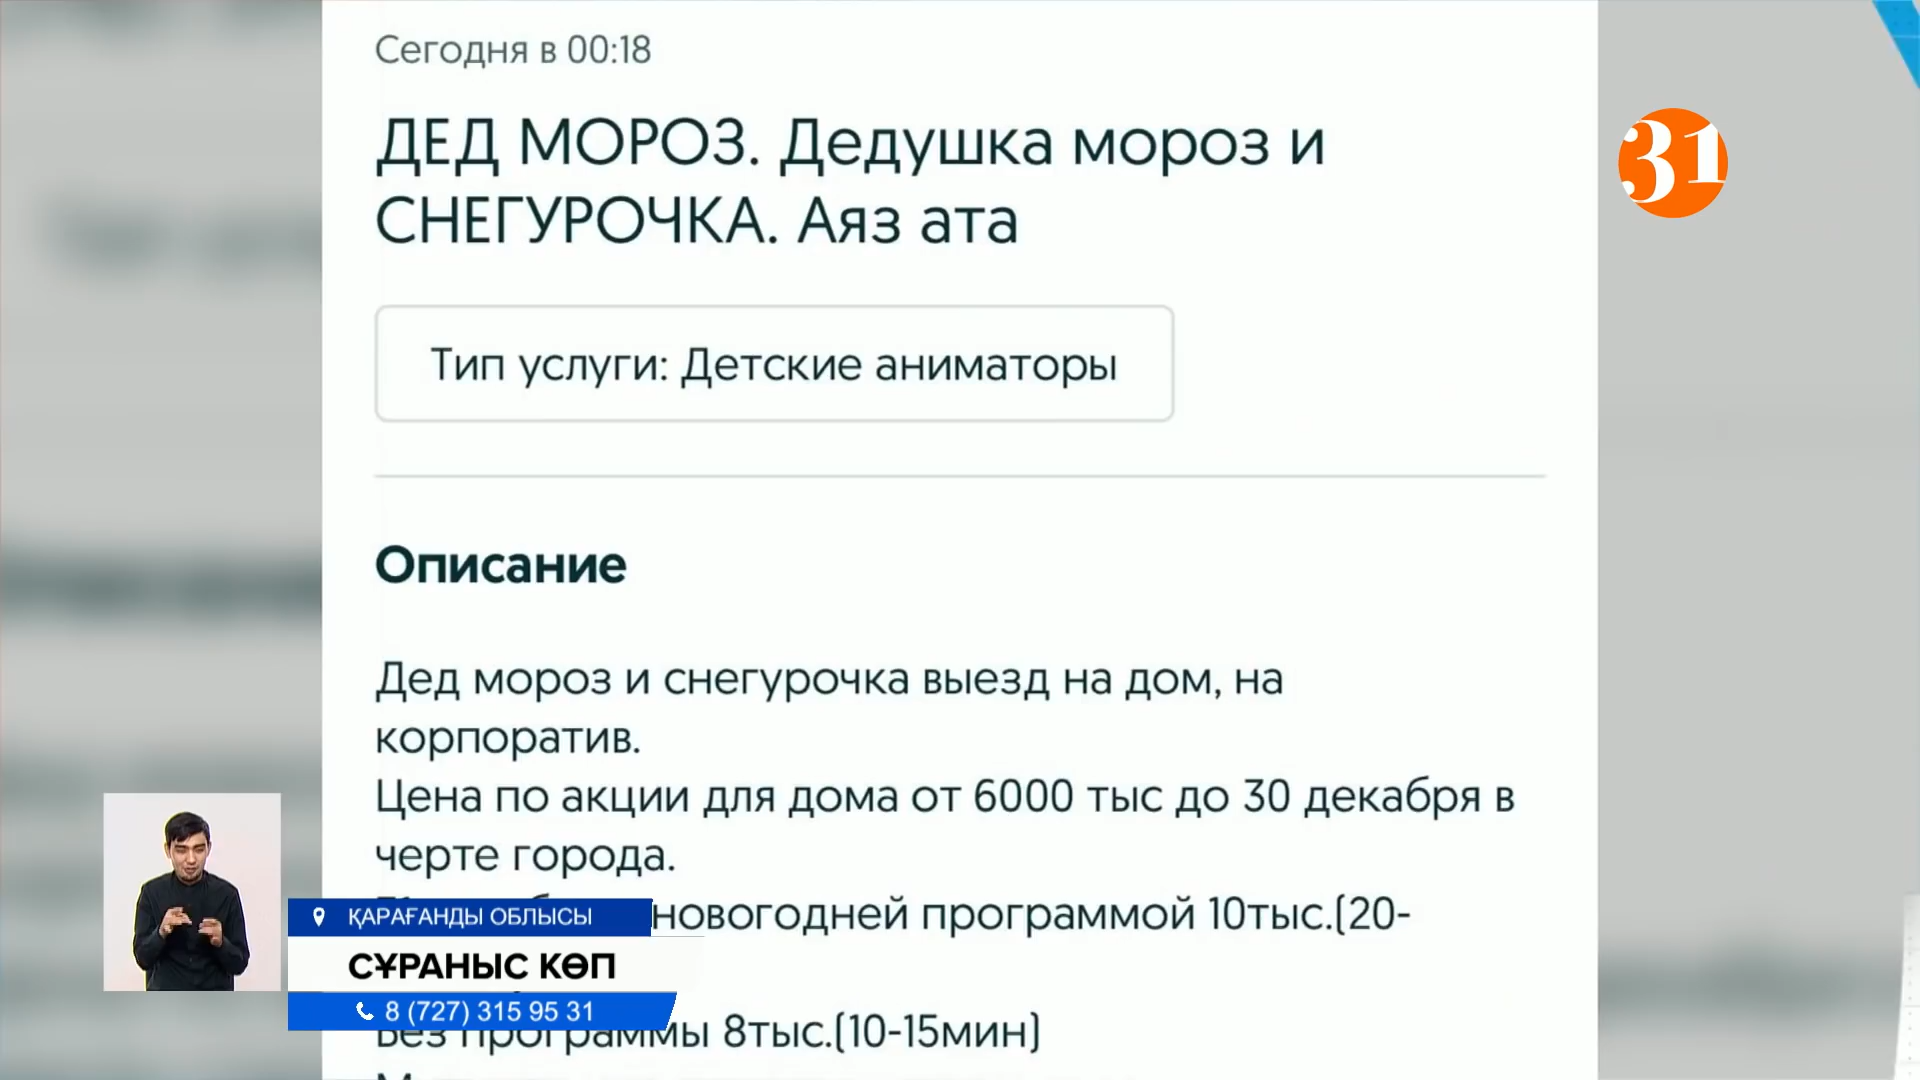 Сегодня в 00:18
ДЕД МОРОЗ. Дедушка мороз и
СНЕГУРОЧКА. Аяз ата
31
Тип услуги: Детские аниматоры
Описание
Дед мороз и снегурочка выезд на дом, на
корпоратив.
Цена по акции для дома от 6000 тыс до 30 декабря в
черте города.
новогодней программой 10тыс.(20-
Без программы 8тыс.(10-15мин)
ҚАРАҒАНДЫ ОБЛЫСЫ
СҰРАНЫС КӨП
8 (727) 315 95 31